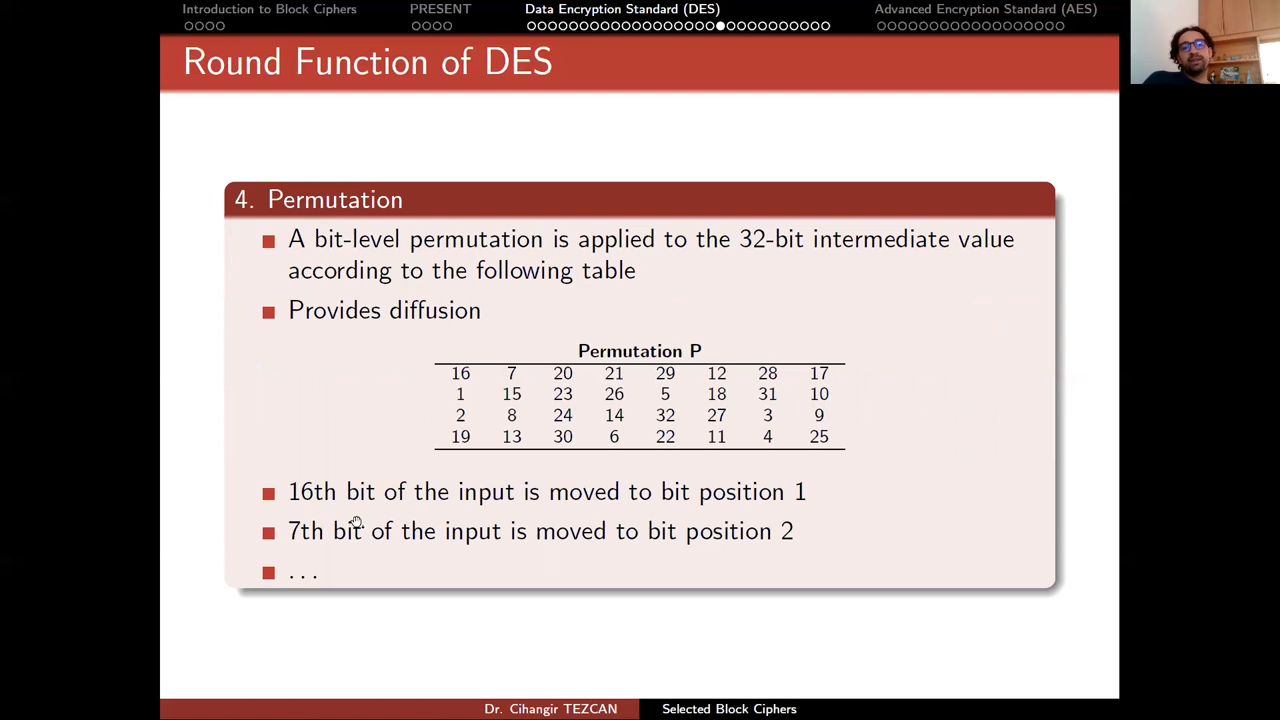 Introduction to Block Ciphers PRESENT Data Encryption Standard (DES) Advanced Encryption Standard (AES)
Round Function of DES
4. Permutation
A bit-level permutation is applied to the 32-bit intermediate value
according to the following table
Provides diffusion
Permutation P
16 7 20 21 29 12 28 17
1 15 23 26 5 18 31 10
2 8 24 14 32 27 3 9
19 13 30 6 22 11 4 25
16th bit of the input is moved to bit position 1
7th bit of the input is moved to bit position 2
...
Dr. Cihangir TEZCAN Selected Block Ciphers